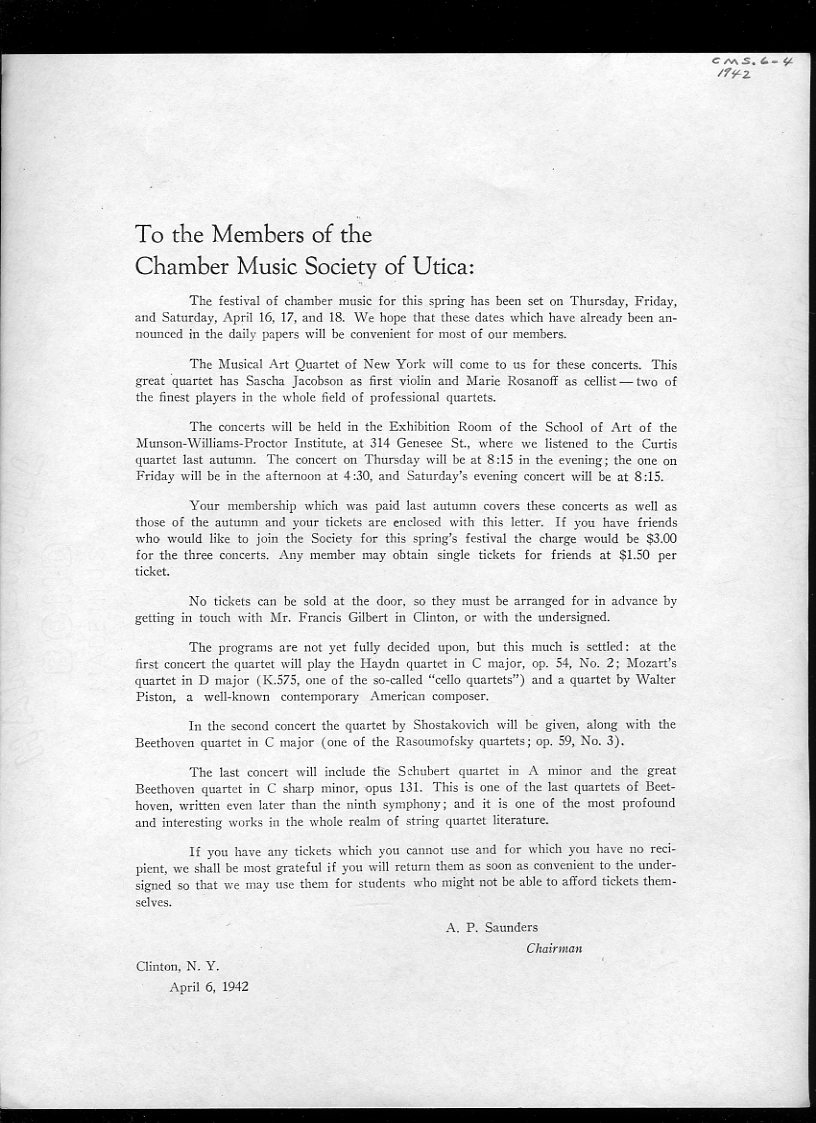 CMS. 6-4
1942
To the Members of the
Chamber Music Society of Utica:
The festival of chamber music for this spring has been set on Thursday, Friday,
and Saturday, April 16, 17, and 18. We hope that these dates which have already been an-
nounced in the daily papers will be convenient for most of our members.
The Musical Art Quartet of New York will come to us for these concerts. This
great quartet has Sascha Jacobson as first violin and Marie Rosanoff as cellist — two of
the finest players in the whole field of professional quartets.
The concerts will be held in the Exhibition Room of the School of Art of the
Munson-Williams-Proctor Institute, at 314 Genesee St., where we listened to the Curtis
quartet last autumn. The concert on Thursday will be at 8:15 in the evening; the one on
Friday will be in the afternoon at 4:30, and Saturday's evening concert will be at 8:15.
Your membership which was paid last autumn covers these concerts as well as
those of the autumn and your tickets are enclosed with this letter. If you have friends
who would like to join the Society for this spring's festival the charge would be $3.00
for the three concerts. Any member may obtain single tickets for friends at $1.50 per
ticket.
No tickets can be sold at the door, so they must be arranged for in advance by
getting in touch with Mr. Francis Gilbert in Clinton, or with the undersigned.
The programs are not yet fully decided upon, but this much is settled: at the
first concert the quartet will play the Haydn quartet in C major, op. 54, No. 2; Mozart's
quartet in D major (K.575, one of the so-called "cello quartets") and a quartet by Walter
Piston, a well-known contemporary American composer.
In the second concert the quartet by Shostakovich will be given, along with the
Beethoven quartet in C major (one of the Rasoumofsky quartets; op. 59, No. 3).
The last concert will include the Schubert quartet in A minor and the great
Beethoven quartet in C sharp minor, opus 131. This is one of the last quartets of Beet-
hoven, written even later than the ninth symphony; and it is one of the most profound
and interesting works in the whole realm of string quartet literature.
If you have any tickets which you cannot use and for which you have no reci-
pient, we shall be most grateful if you will return them as soon as convenient to the under-
signed so that we may use them for students who might not be able to afford tickets them-
selves.
A. P. Saunders
Chairman
Clinton, N. Y.
April 6, 1942